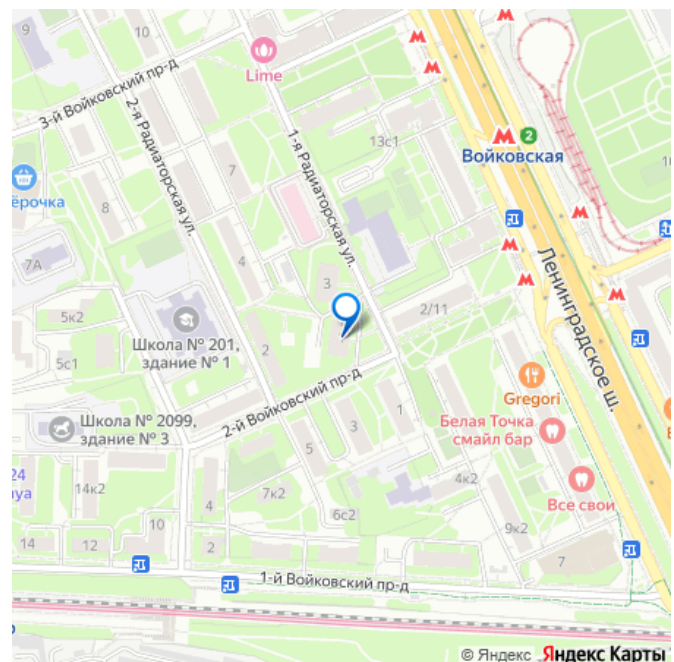 9
Lime
3-й Войковский пр-д
2-я Радиаторская ул.
1-я Радиаторская ул.
13с1
2
Войковская
7
ёрочка
8
7А
4
3
Ленинградское ш.
5к2
Школа № 201,
здание № 1
2/11
5с1
2
2-й Войковский пр-д
Gregori
Школа № 2099,
здание № 3
1
3
5
Белая Точка
смайл бар
24
ауа
14к2
7к2
4к2
Все свои
10
4
6с2
9к2
14
12
2
7
1-й Войковский пр-д
© Яндекс
Яндекс Карты